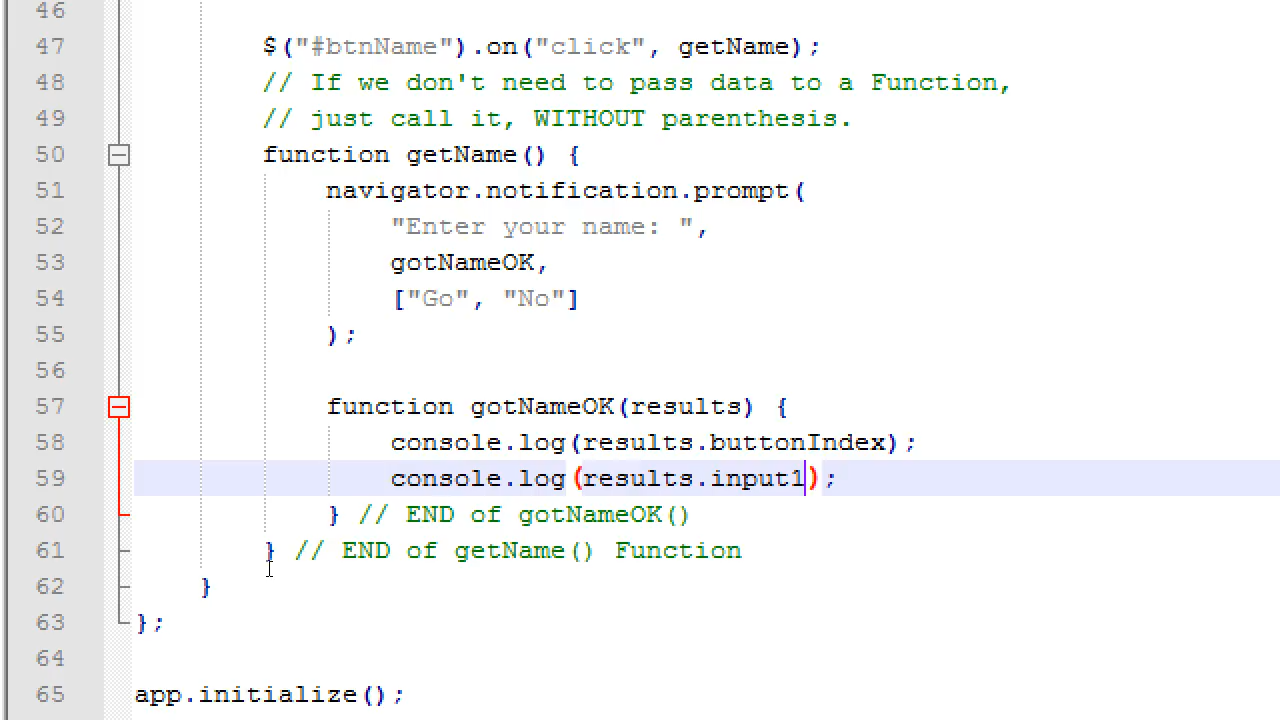 46
47 $("#btnName").on("click", getName);
48 // If we don't need to pass data to a Function,
49 // just call it, WITHOUT parenthesis.
50 function getName() {
51 navigator.notification.prompt(
52 "Enter your name: ",
53 gotNameOK,
54 ["Go", "No"]
55 );
56
57 function gotNameOK(results) {
58 console.log(results.buttonIndex);
59 console.log(results.input1);
60 } // END of gotNameOK()
61 } // END of getName() Function
62 }
63 };
64
65 app.initialize();